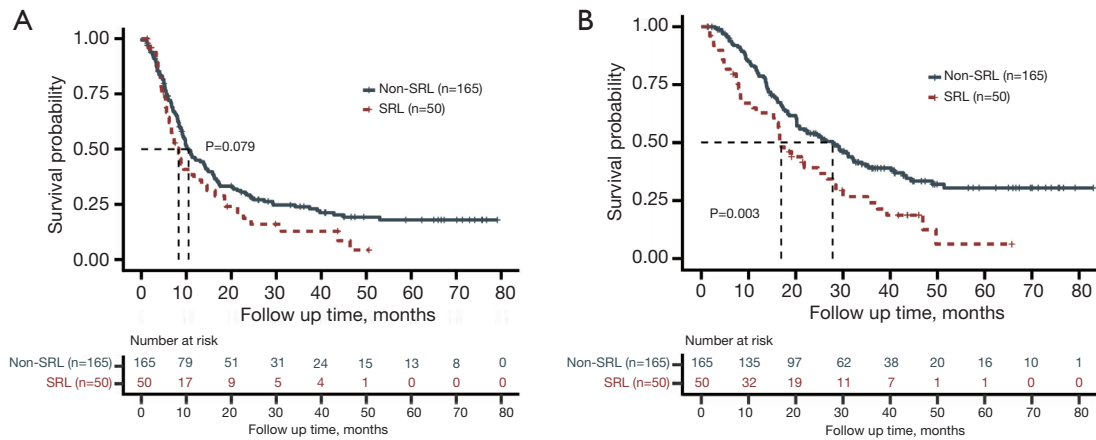 A
Survival probability
1.00
0.75
0.50
0.25
0.00
Non-SRL (n=165)
SRL (n=50)
P=0.079
0 10 20 30 40 50 60 70 80
Follow up time, months
Number at risk
Non-SRL (n=165) 165 79 51 31 24 15 13 8 0
SRL (n=50) 50 17 9 5 4 1 0 0 0
0 10 20 30 40 50 60 70 80
Follow up time, months
B
Survival probability
1.00
0.75
0.50
0.25
0.00
Non-SRL (n=165)
SRL (n=50)
P=0.003
0 10 20 30 40 50 60 70 80
Follow up time, months
Number at risk
Non-SRL (n=165) 165 135 97 62 38 20 16 10 1
SRL (n=50) 50 32 19 11 7 1 1 0 0
0 10 20 30 40 50 60 70 80
Follow up time, months